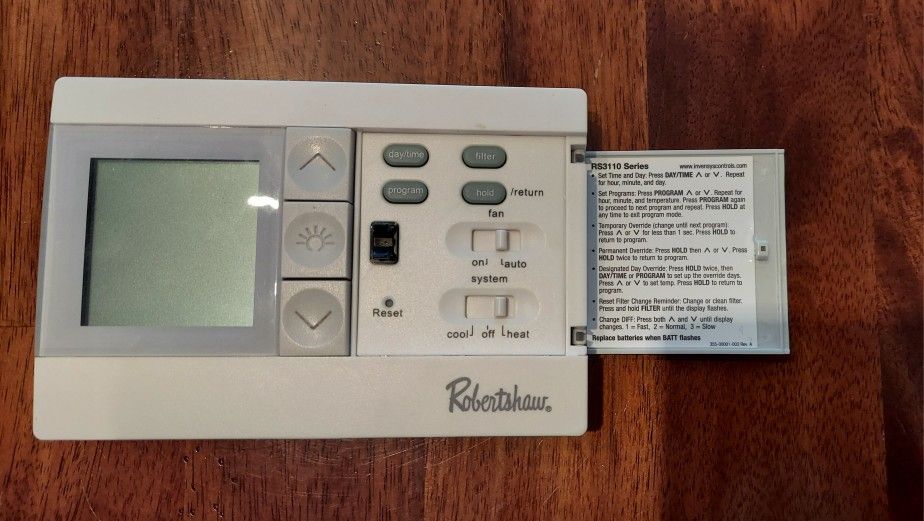 day/time
filter
program
hold
/return
fan
on
auto
system
Reset
cool
off
heat
Robertshaw®
RS3110 Series
www.invensyscontrols.com
• Set Time and Day: Press DAY/TIME ∧ or ∨. Repeat
for hour, minute, and day.
• Set Programs: Press PROGRAM ∧ or ∨. Repeat for
hour, minute, and temperature. Press PROGRAM again
to proceed to next program and repeat. Press HOLD at
any time to exit program mode.
• Temporary Override (change until next program):
Press ∧ or ∨ for less than 1 sec. Press HOLD to
return to program.
• Permanent Override: Press HOLD then ∧ or ∨. Press
HOLD twice to return to program.
• Designated Day Override: Press HOLD twice, then
DAY/TIME or PROGRAM to set up the override days.
Press ∧ or ∨ to set temp. Press HOLD to return to
program.
• Reset Filter Change Reminder: Change or clean filter.
Press and hold FILTER until the display flashes.
• Change DIFF: Press both ∧ and ∨ until display
changes. 1 = Fast, 2 = Normal, 3 = Slow
Replace batteries when BATT flashes
Rev. A